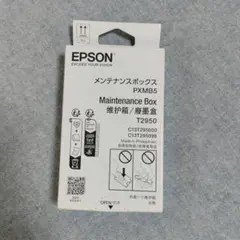 EPSON
EXCEED YOUR VISION
メンテナンスボックス
PXMB5
Maintenance Box
维护箱/廢墨盒
T2950
C13T295000
Made in Philippines
OPEN